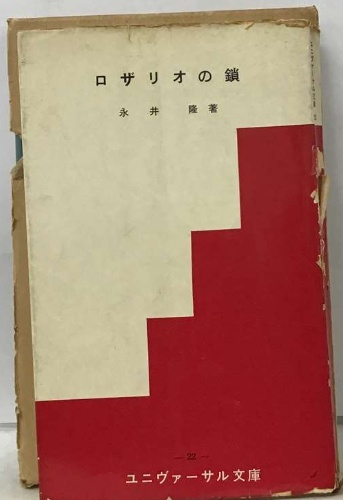 ロザリオの鎖
永井 隆著
— 22 —
ユニヴァーサル文庫